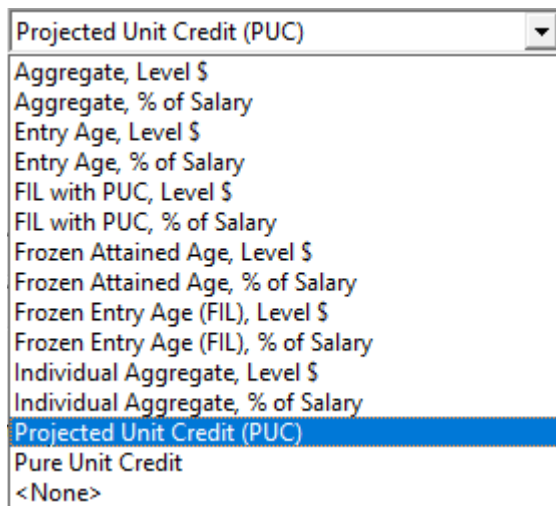 Projected Unit Credit (PUC)
Aggregate, Level $
Aggregate, % of Salary
Entry Age, Level $
Entry Age, % of Salary
FIL with PUC, Level $
FIL with PUC, % of Salary
Frozen Attained Age, Level $
Frozen Attained Age, % of Salary
Frozen Entry Age (FIL), Level $
Frozen Entry Age (FIL), % of Salary
Individual Aggregate, Level $
Individual Aggregate, % of Salary
Projected Unit Credit (PUC)
Pure Unit Credit
<None>